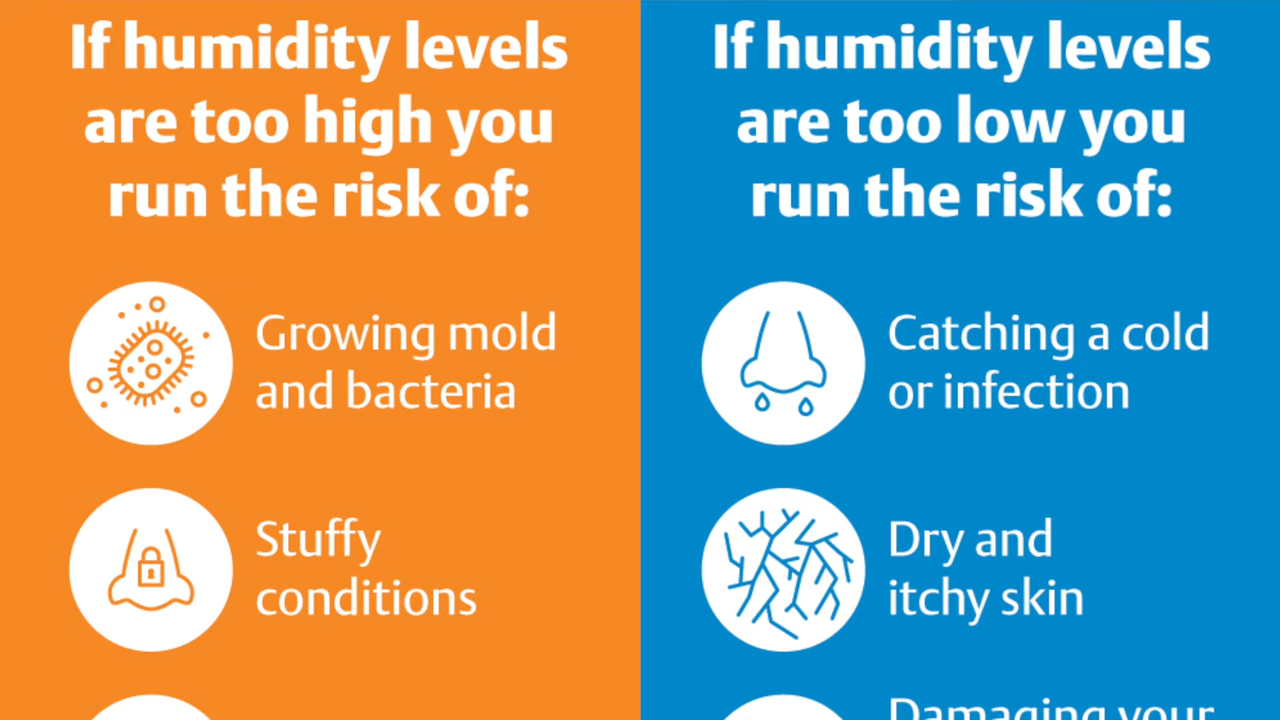 If humidity levels
are too high you
run the risk of:
Growing mold
and bacteria
Stuffy
conditions
If humidity levels
are too low you
run the risk of:
Catching a cold
or infection
Dry and
itchy skin
Damaging your